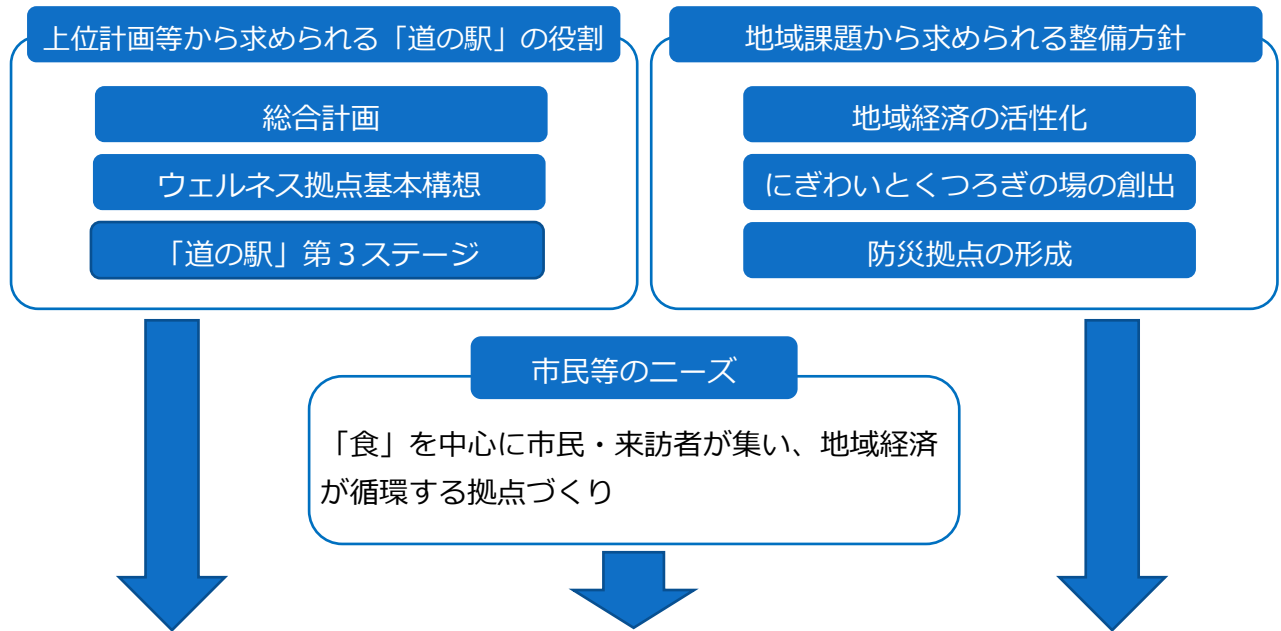 上位計画等から求められる「道の駅」の役割
総合計画
ウェルネス拠点基本構想
「道の駅」第３ステージ
地域課題から求められる整備方針
地域経済の活性化
にぎわいとくつろぎの場の創出
防災拠点の形成
市民等のニーズ
「食」を中心に市民・来訪者が集い、地域経済
が循環する拠点づくり